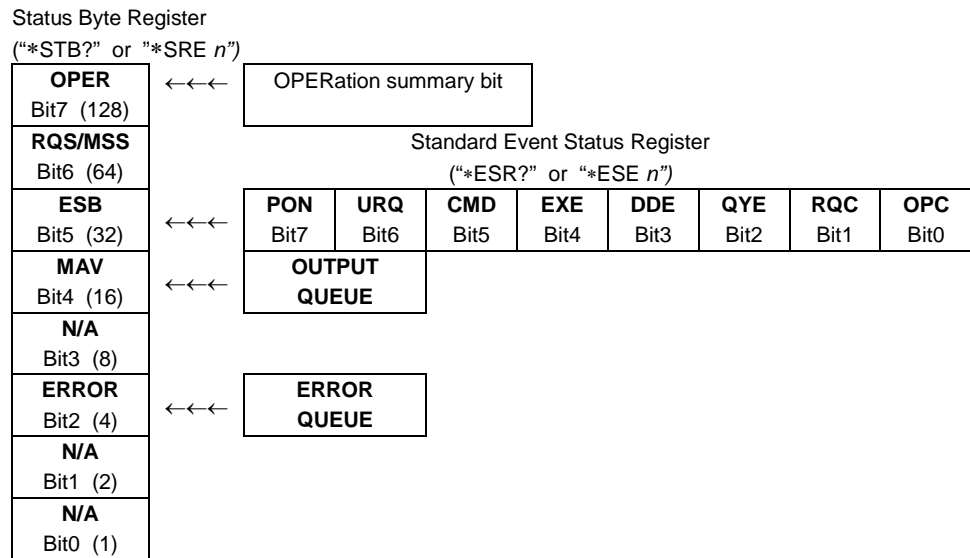 Status Byte Register
(“*STB?” or ”*SRE n”)
OPER ←←← OPERation summary bit
Bit7 (128)
RQS/MSS Standard Event Status Register
Bit6 (64) (“*ESR?” or “*ESE n”)
ESB ←←← PON URQ CMD EXE DDE QYE RQC OPC
Bit5 (32) Bit7 Bit6 Bit5 Bit4 Bit3 Bit2 Bit1 Bit0
MAV ←←← OUTPUT
Bit4 (16) QUEUE
N/A
Bit3 (8)
ERROR ←←← ERROR
Bit2 (4) QUEUE
N/A
Bit1 (2)
N/A
Bit0 (1)